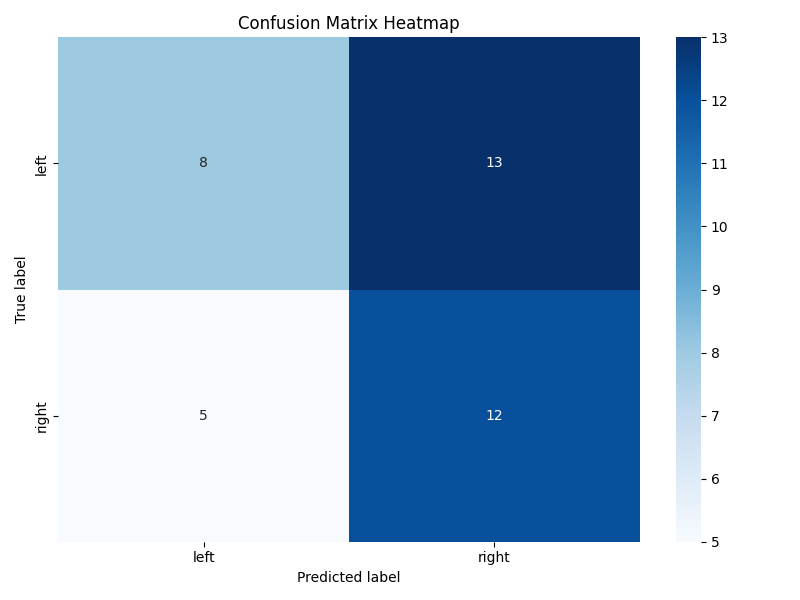 Confusion Matrix Heatmap
True label
left
right
8
13
5
12
left
right
Predicted label
13
12
11
10
9
8
7
6
5